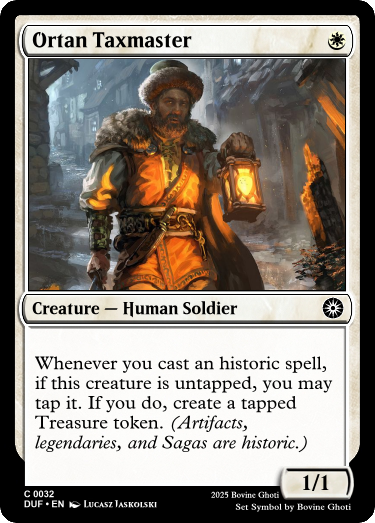 Ortan Taxmaster
Creature — Human Soldier
Whenever you cast an historic spell,
if this creature is untapped, you may
tap it. If you do, create a tapped
Treasure token. (Artifacts,
legendaries, and Sagas are historic.)
1/1
C 0032
DUF • EN Lucas Jaskolski
2025 Bovine Ghoti
Set Symbol by Bovine Ghoti